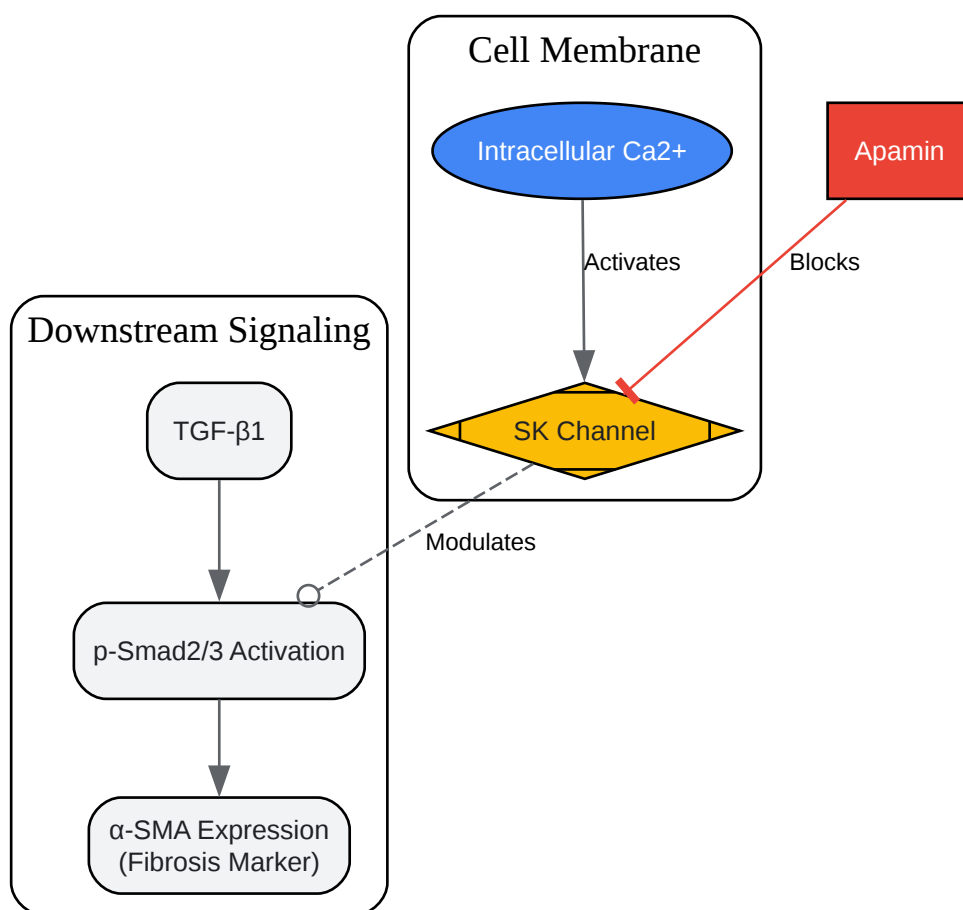 Cell Membrane
Intracellular Ca2+
Apamin
Activates
Blocks
Downstream Signaling
TGF-β1
SK Channel
Modulates
p-Smad2/3 Activation
α-SMA Expression
(Fibrosis Marker)